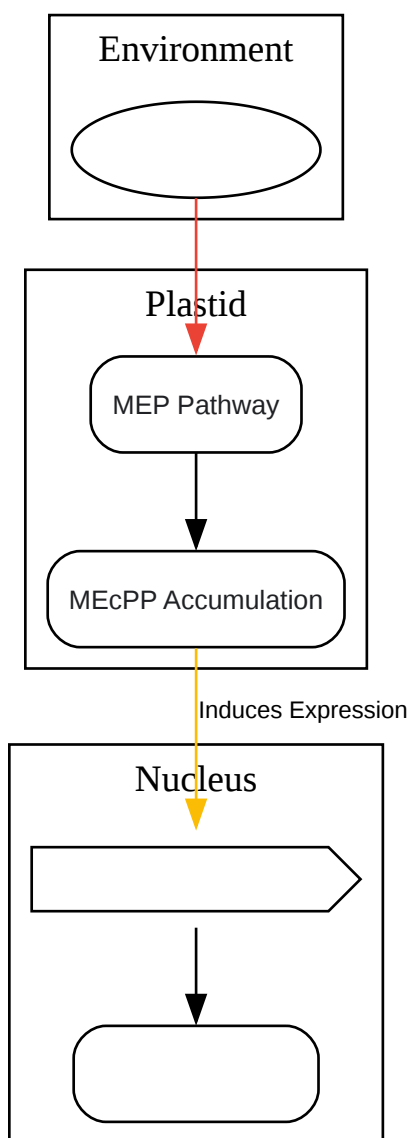 Environment
Plastid
MEP Pathway
MEcPP Accumulation
Induces Expression
Nucleus